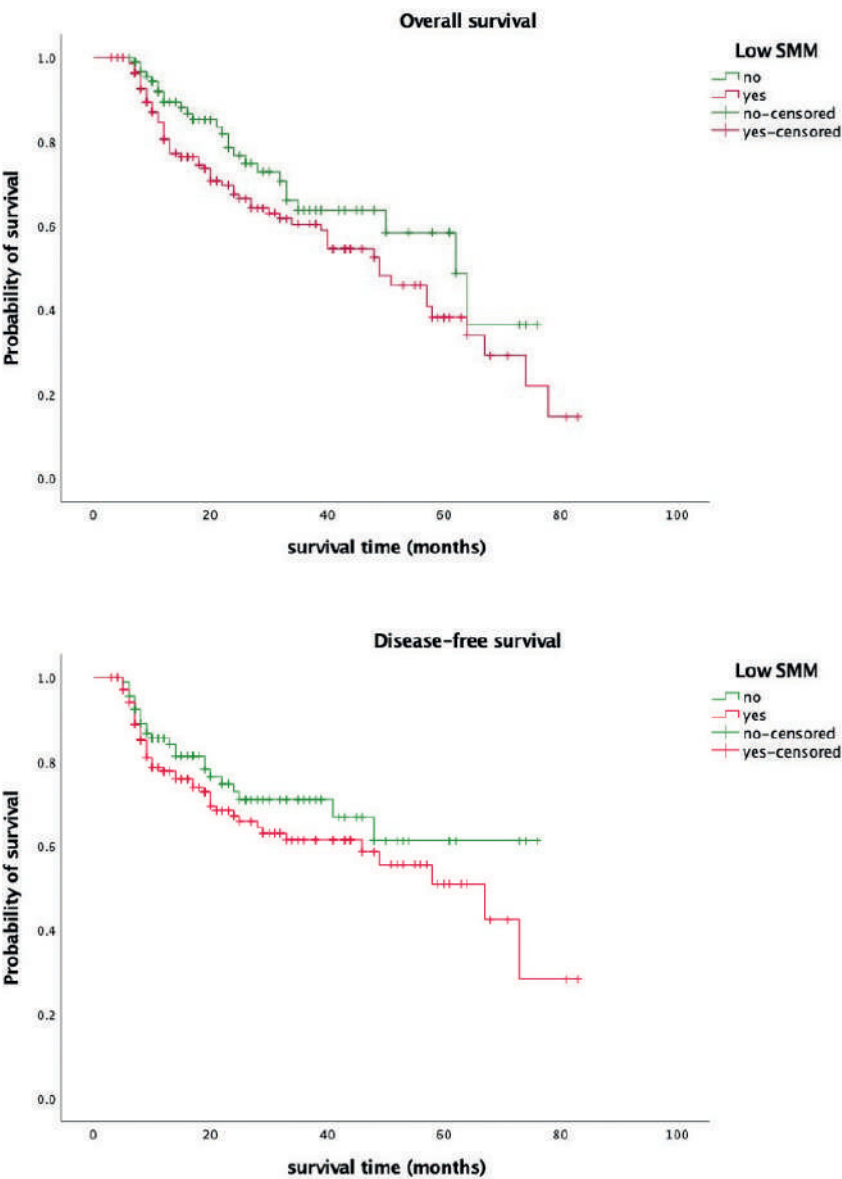 Overall survival
Low SMM
no
yes
no-censored
yes-censored
Probability of survival
1.0
0.8
0.6
0.4
0.2
0.0
0 20 40 60 80 100
survival time (months)
Disease-free survival
Low SMM
no
yes
no-censored
yes-censored
Probability of survival
1.0
0.8
0.6
0.4
0.2
0.0
0 20 40 60 80 100
survival time (months)